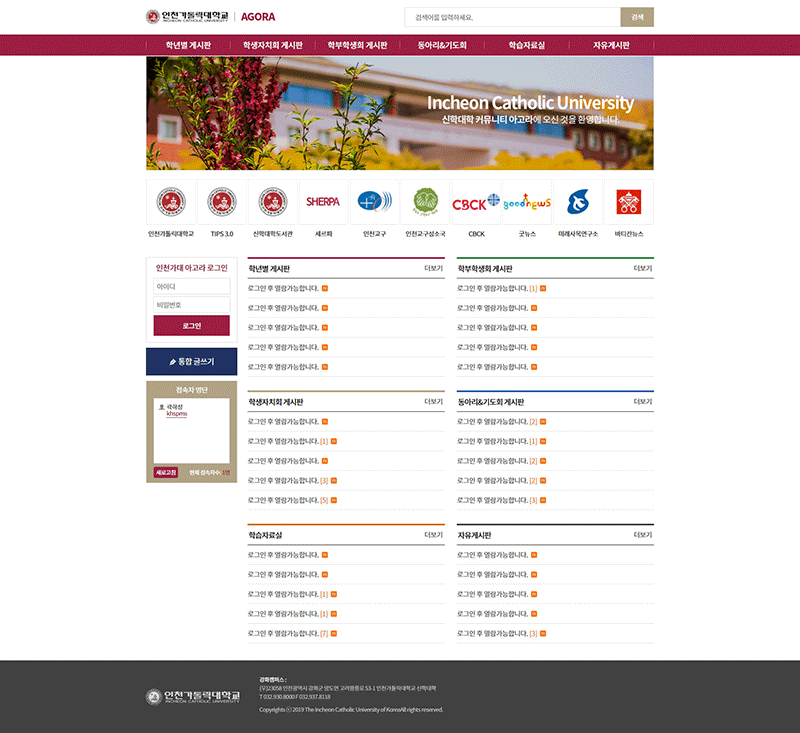 인천가톨릭대학교
INCHEON CATHOLIC UNIVERSITY
AGORA
검색어를 입력하세요.
검색
학년별 게시판 학생자치회 게시판 학부학생회 게시판 동아리&기도회 학습자료실 자유게시판
Incheon Catholic University
신학대학 커뮤니티 아고라에 오신 것을 환영합니다.
SHERPA
CBCK
goodnews
인천가톨릭대학교 TIPS 3.0 신학대학도서관 세르파 인천교구 인천교구성소국 CBCK 굿뉴스 미래사목연구소 바티칸뉴스
인천가대 아고라 로그인
아이디
비밀번호
로그인
통합 글쓰기
접속자 명단
khspms
새로고침 현재 접속자수: 1명
학년별 게시판 더보기
로그인 후 열람가능합니다.
로그인 후 열람가능합니다.
로그인 후 열람가능합니다.
로그인 후 열람가능합니다.
로그인 후 열람가능합니다.
학부학생회 게시판 더보기
로그인 후 열람가능합니다. [1]
로그인 후 열람가능합니다.
로그인 후 열람가능합니다.
로그인 후 열람가능합니다.
로그인 후 열람가능합니다.
학생자치회 게시판 더보기
로그인 후 열람가능합니다.
로그인 후 열람가능합니다. [1]
로그인 후 열람가능합니다.
로그인 후 열람가능합니다. [3]
로그인 후 열람가능합니다. [5]
동아리&기도회 게시판 더보기
로그인 후 열람가능합니다. [2]
로그인 후 열람가능합니다. [1]
로그인 후 열람가능합니다. [2]
로그인 후 열람가능합니다. [2]
로그인 후 열람가능합니다. [3]
학습자료실 더보기
로그인 후 열람가능합니다.
로그인 후 열람가능합니다.
로그인 후 열람가능합니다. [1]
로그인 후 열람가능합니다. [1]
로그인 후 열람가능합니다. [7]
자유게시판 더보기
로그인 후 열람가능합니다.
로그인 후 열람가능합니다.
로그인 후 열람가능합니다.
로그인 후 열람가능합니다.
로그인 후 열람가능합니다. [3]
인천가톨릭대학교
INCHEON CATHOLIC UNIVERSITY
강화캠퍼스 :
(우)23058 인천광역시 강화군 양도면 고려왕릉로 53-1 인천가톨릭대학교 신학대학
T 032.930.8000 F 032.937.8118
Copyrights ⓒ 2019 The Incheon Catholic University of KoreaAll rights reserved.